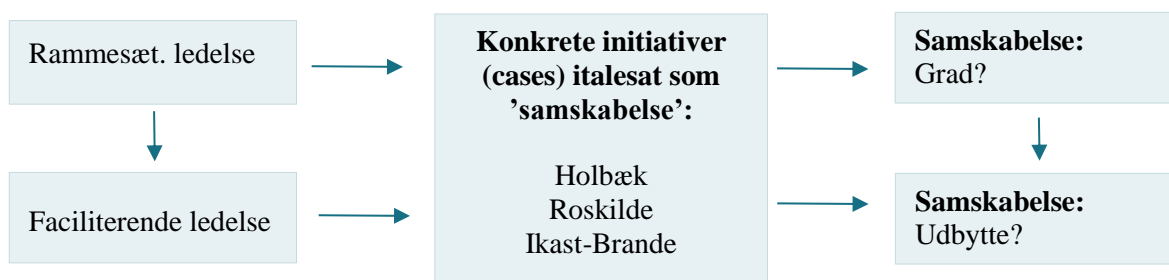 Rammesæt. ledelse
Faciliterende ledelse
Konkrete initiativer
(cases) italesat som
’samskabelse’:
Holbæk
Roskilde
Ikast-Brande
Samskabelse:
Grad?
Samskabelse:
Udbytte?